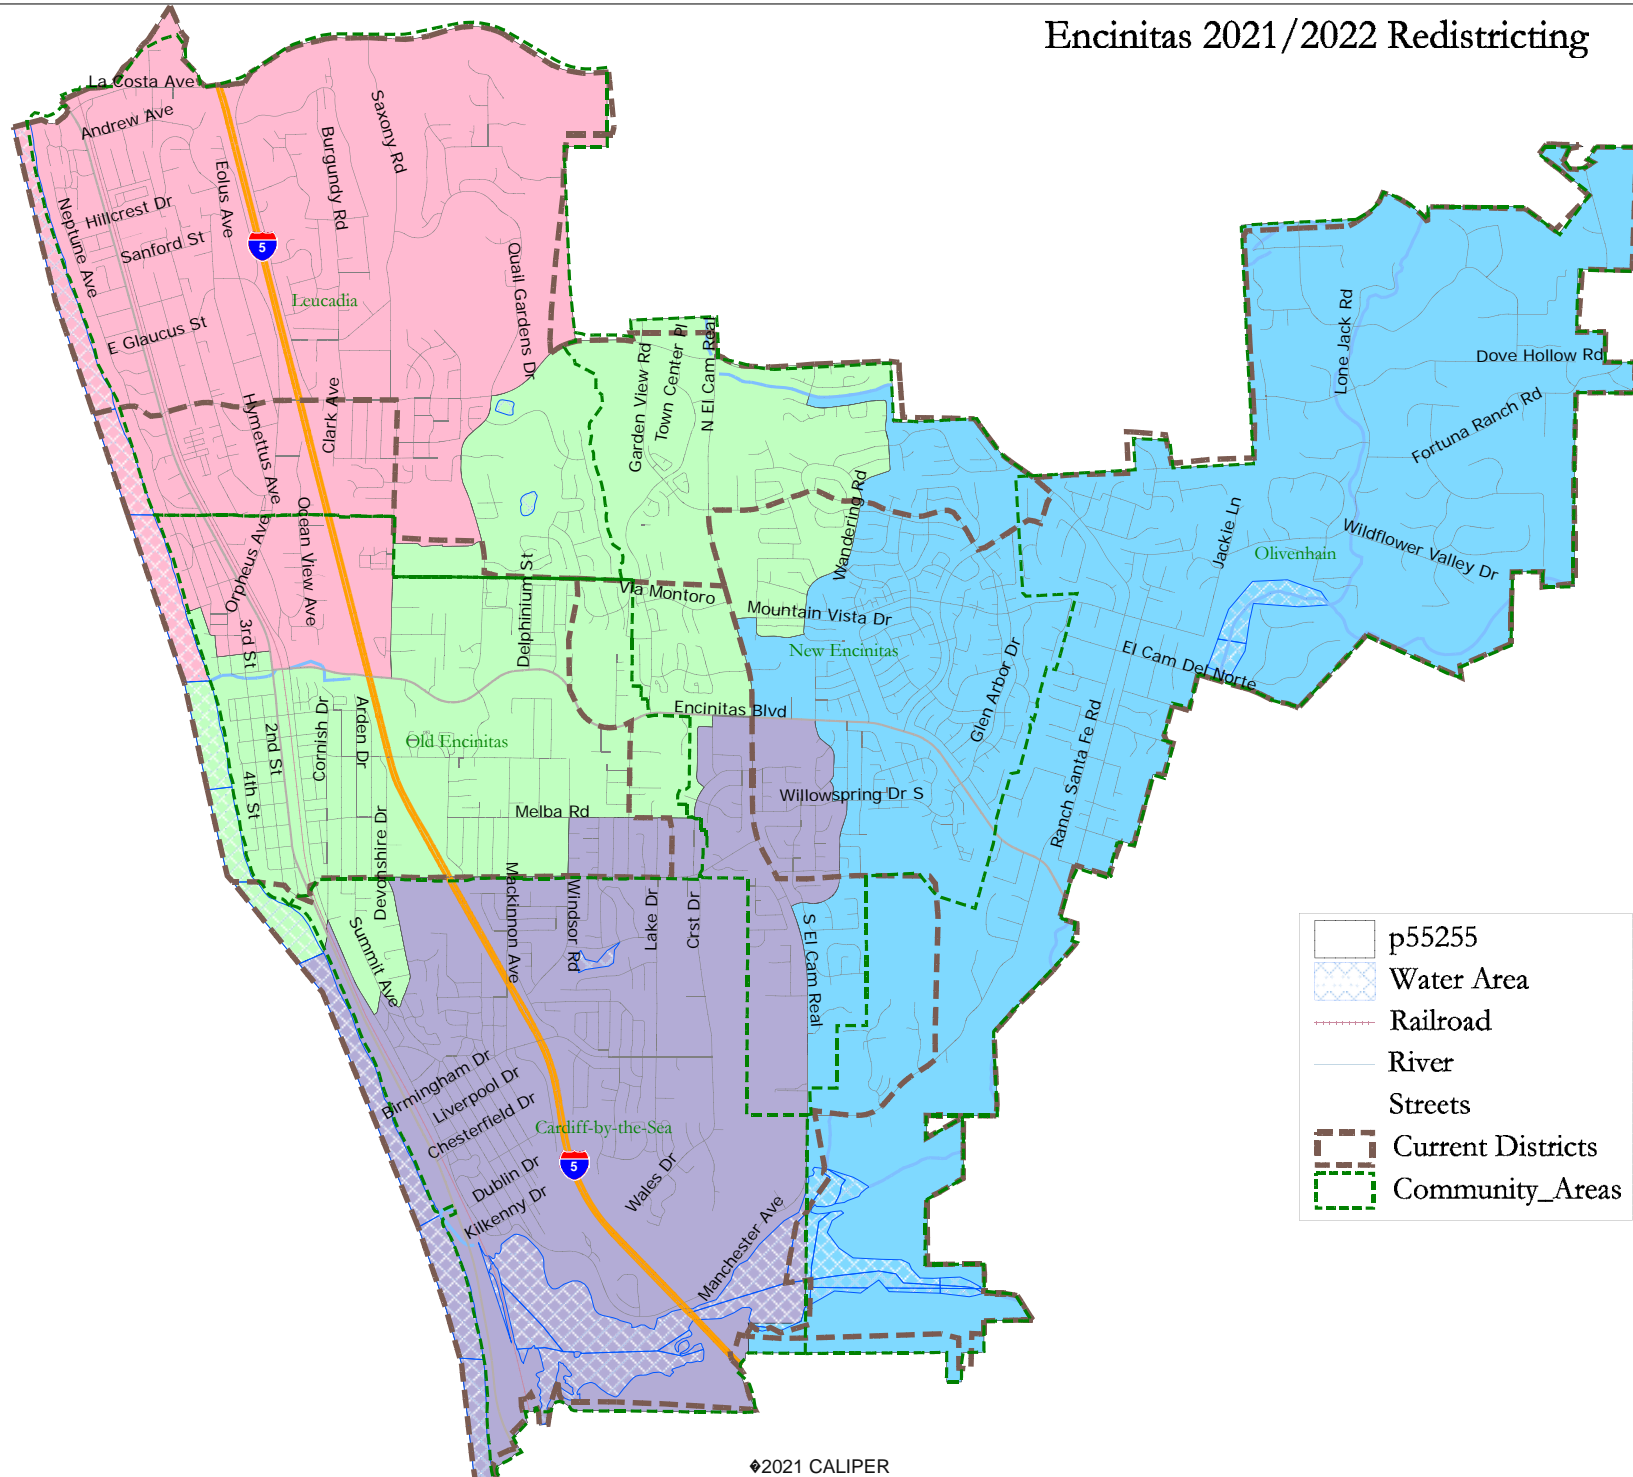 Encinitas 2021/2022 Redistricting
La Costa Ave
Andrew Ave
Saxony Rd
Burgundy Rd
Eolus Ave
Neptune Ave
Hillcrest Dr
Sanford St
5
Quail Gardens Dr
Leucadia
E Glaucus St
Lone Jack Rd
Dove Hollow Rd
Fortuna Ranch Rd
Garden View Rd
Town Center Pl
N El Cam Real
Hymettus Ave
Clark Ave
Wandering Rd
Ocean View Ave
Orpheus Ave
Jackie Ln
Wildflower Valley Dr
Olivenhain
Delphinium St
Via Montoro
Mountain Vista Dr
New Encinitas
3rd St
Glen Arbor Dr
El Cam Del Norte
Encinitas Blvd
2nd St
Cornish Dr
Arden Dr
Old Encinitas
Ranch Santa Fe Rd
4th St
Willowspring Dr S
Melba Rd
Devonshire Dr
Mackinnon Ave
Windsor Rd
Lake Dr
Crst Dr
S El Cam Real
Summit Ave
p55255
Water Area
Railroad
River
Streets
Current Districts
Community_Areas
Birmingham Dr
Liverpool Dr
Chesterfield Dr
Cardiff-by-the-Sea
5
Dublin Dr
Kilkenny Dr
Wales Dr
Manchester Ave
�2021 CALIPER